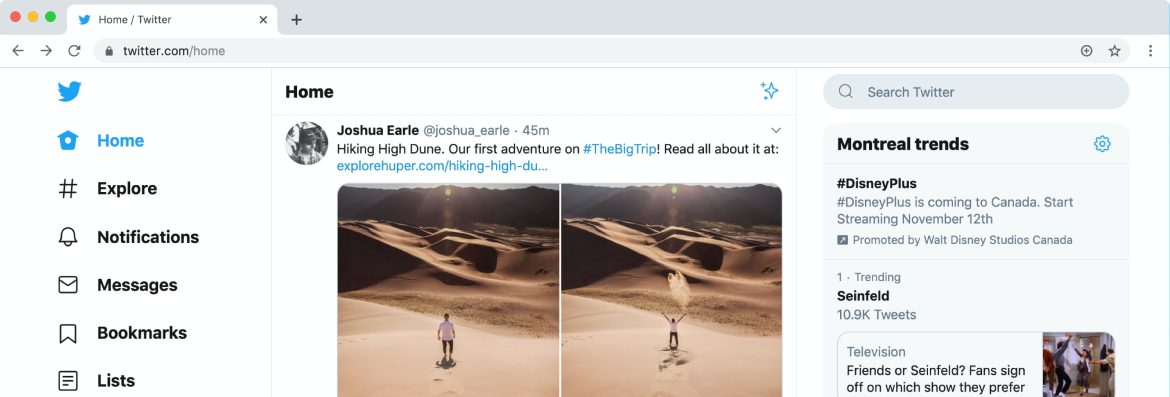 Home / Twitter
twitter.com/home
Home
Explore
Notifications
Messages
Bookmarks
Lists
Home
Joshua Earle @joshua_earle · 45m
Hiking High Dune. Our first adventure on #TheBigTrip! Read all about it at:
explorehuper.com/hiking-high-du...
Search Twitter
Montreal trends
#DisneyPlus
#DisneyPlus is coming to Canada. Start
Streaming November 12th
Promoted by Walt Disney Studios Canada
1 · Trending
Seinfeld
10.9K Tweets
Television
Friends or Seinfeld? Fans sign
off on which show they prefer